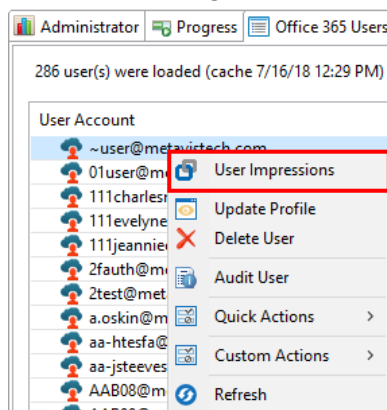 Administrator Progress Office 365 Users
286 user(s) were loaded (cache 7/16/18 12:29 PM)
User Account
~user@metavistech.com
01user@m
User Impressions
111charles
111evelyne
Update Profile
111jeannie
Delete User
2fauth@m
Audit User
2test@met
a.oskin@m
Quick Actions
aa-htesfa@
Custom Actions
aa-jsteeves
AAB08@m
Refresh